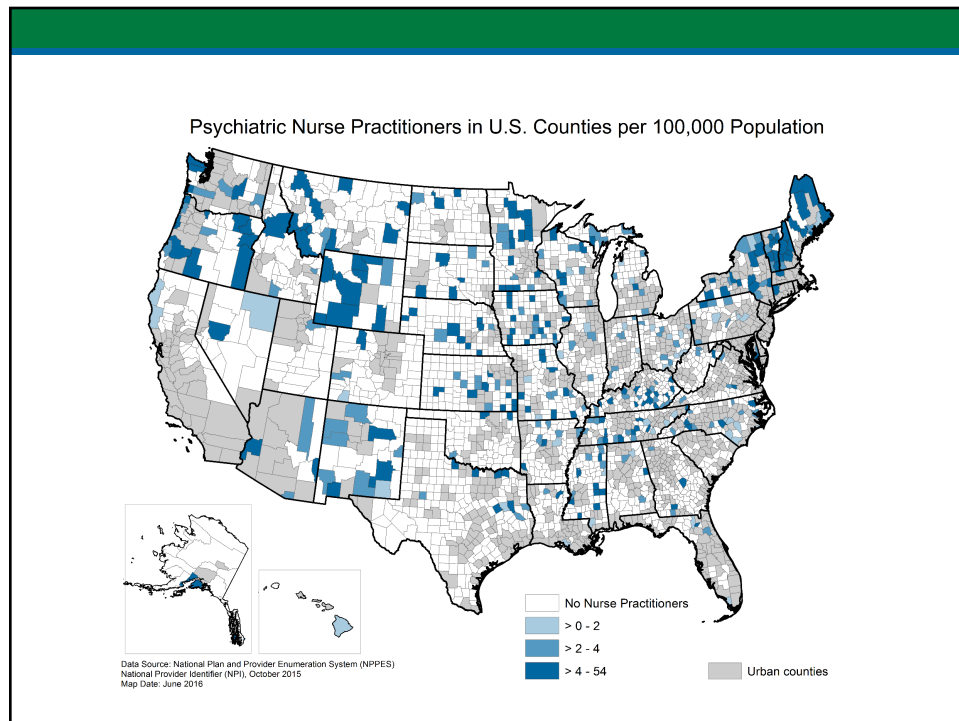 Psychiatric Nurse Practitioners in U.S. Counties per 100,000 Population
No Nurse Practitioners
> 0 - 2
> 2 - 4
> 4 - 54
Urban counties
Data Source: National Plan and Provider Enumeration System (NPPES)
National Provider Identifier (NPI), October 2015
Map Date: June 2016